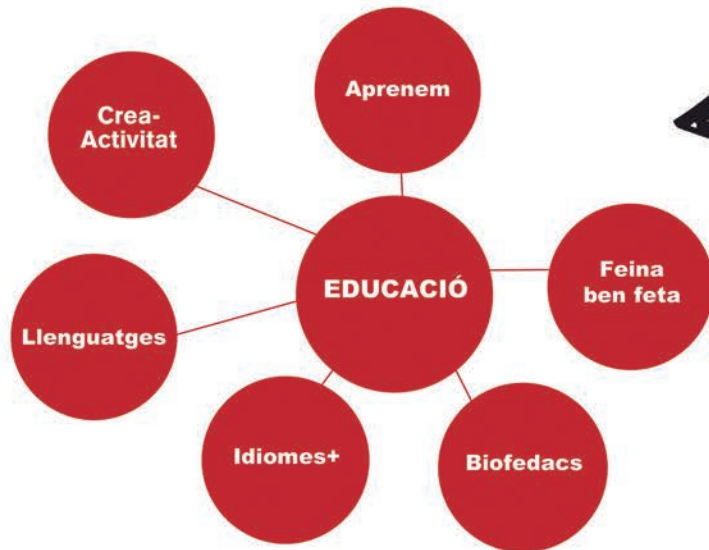 Aprenem
Crea-
Activitat
EDUCACIÓ
Feina
ben feta
Llenguatges
Idiomes+
Biofedacs